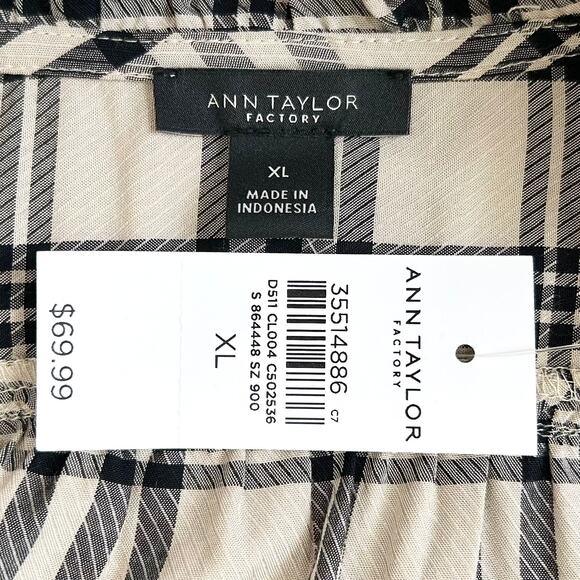 ANN TAYLOR
FACTORY
XL
MADE IN
INDONESIA
ANN TAYLOR
FACTORY
35514886 C7
D511 CL004 C502536
S 864448 SZ 900
XL
$69.99